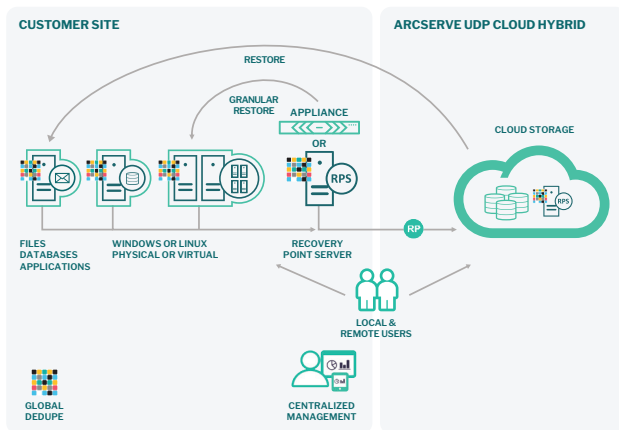 CUSTOMER SITE
ARCSERVE UDP CLOUD HYBRID
RESTORE
GRANULAR
RESTORE
APPLIANCE
OR
CLOUD STORAGE
RPS
RPS
RP
FILES
DATABASES
APPLICATIONS
WINDOWS OR LINUX
PHYSICAL OR VIRTUAL
RECOVERY
POINT SERVER
LOCAL &
REMOTE USERS
GLOBAL
DEDUPE
CENTRALIZED
MANAGEMENT